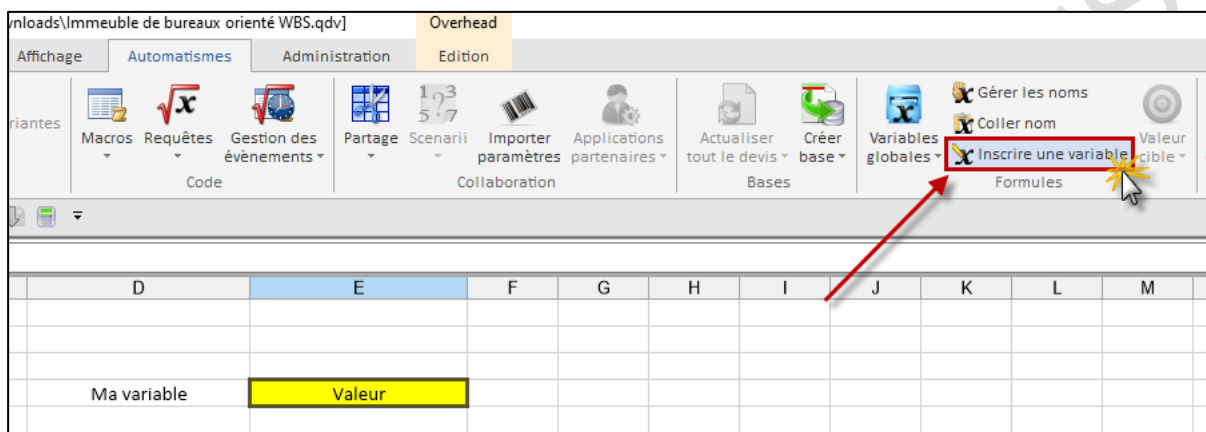 vnloads\Immeuble de bureaux orienté WBS.qdv] Overhead
Affichage Automatismes Administration Edition
riantes Macros Requêtes Gestion des évènements Partage Scenarii Importer paramètres Applications partenaires Actualiser tout le devis Créer base Variables globales Gérer les noms
Coller nom
Inscrire une variable
Valeur cible
Code Collaboration Bases Formules
D E F G H I J K L M
Ma variable Valeur